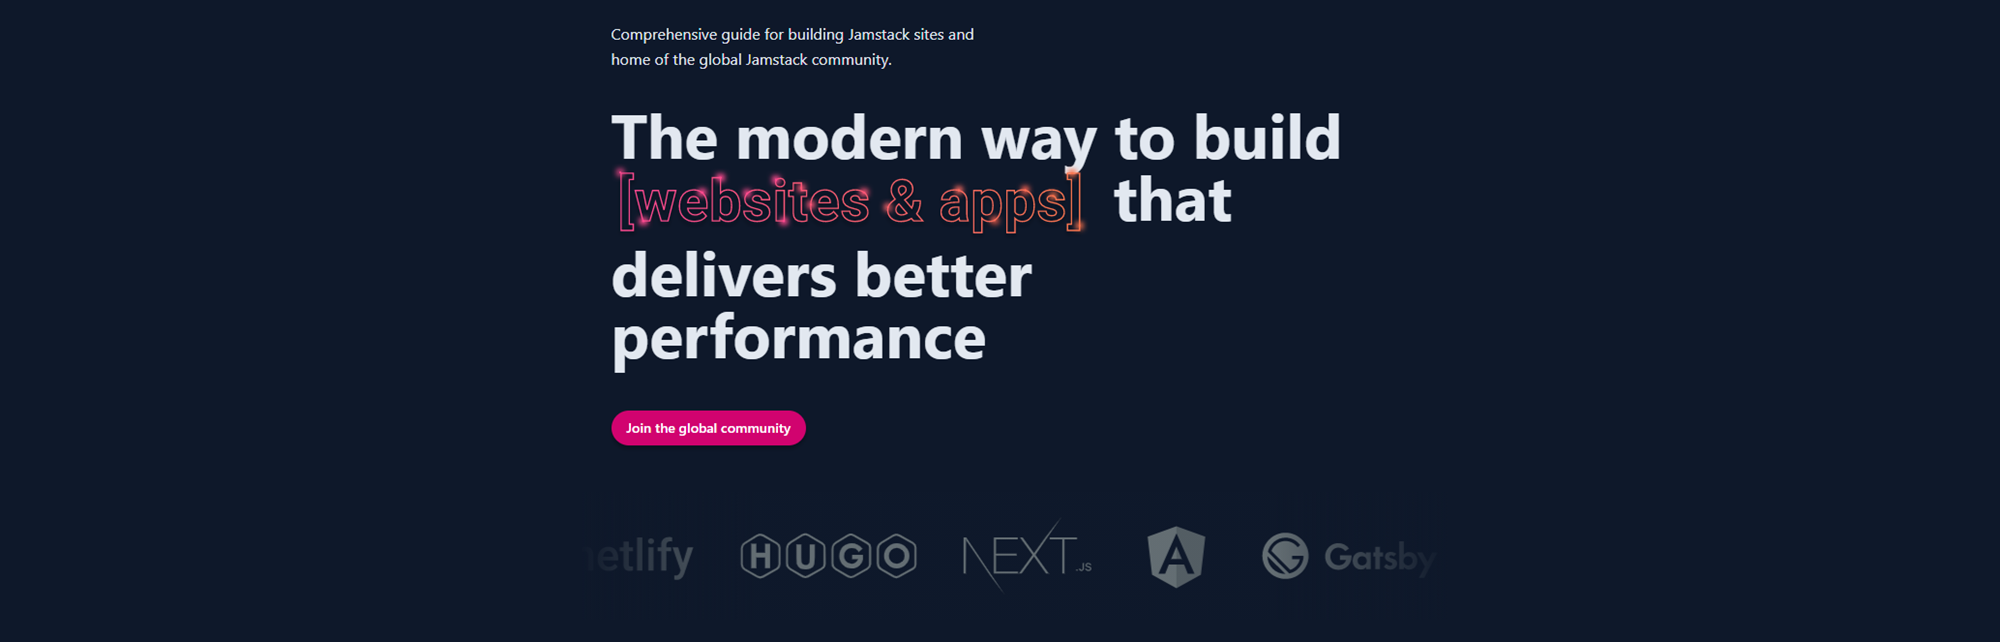 Comprehensive guide for building Jamstack sites and
home of the global Jamstack community.
The modern way to build
[websites & apps] that
delivers better
performance
Join the global community
netlify HUGO NEXT.JS A Gatsby